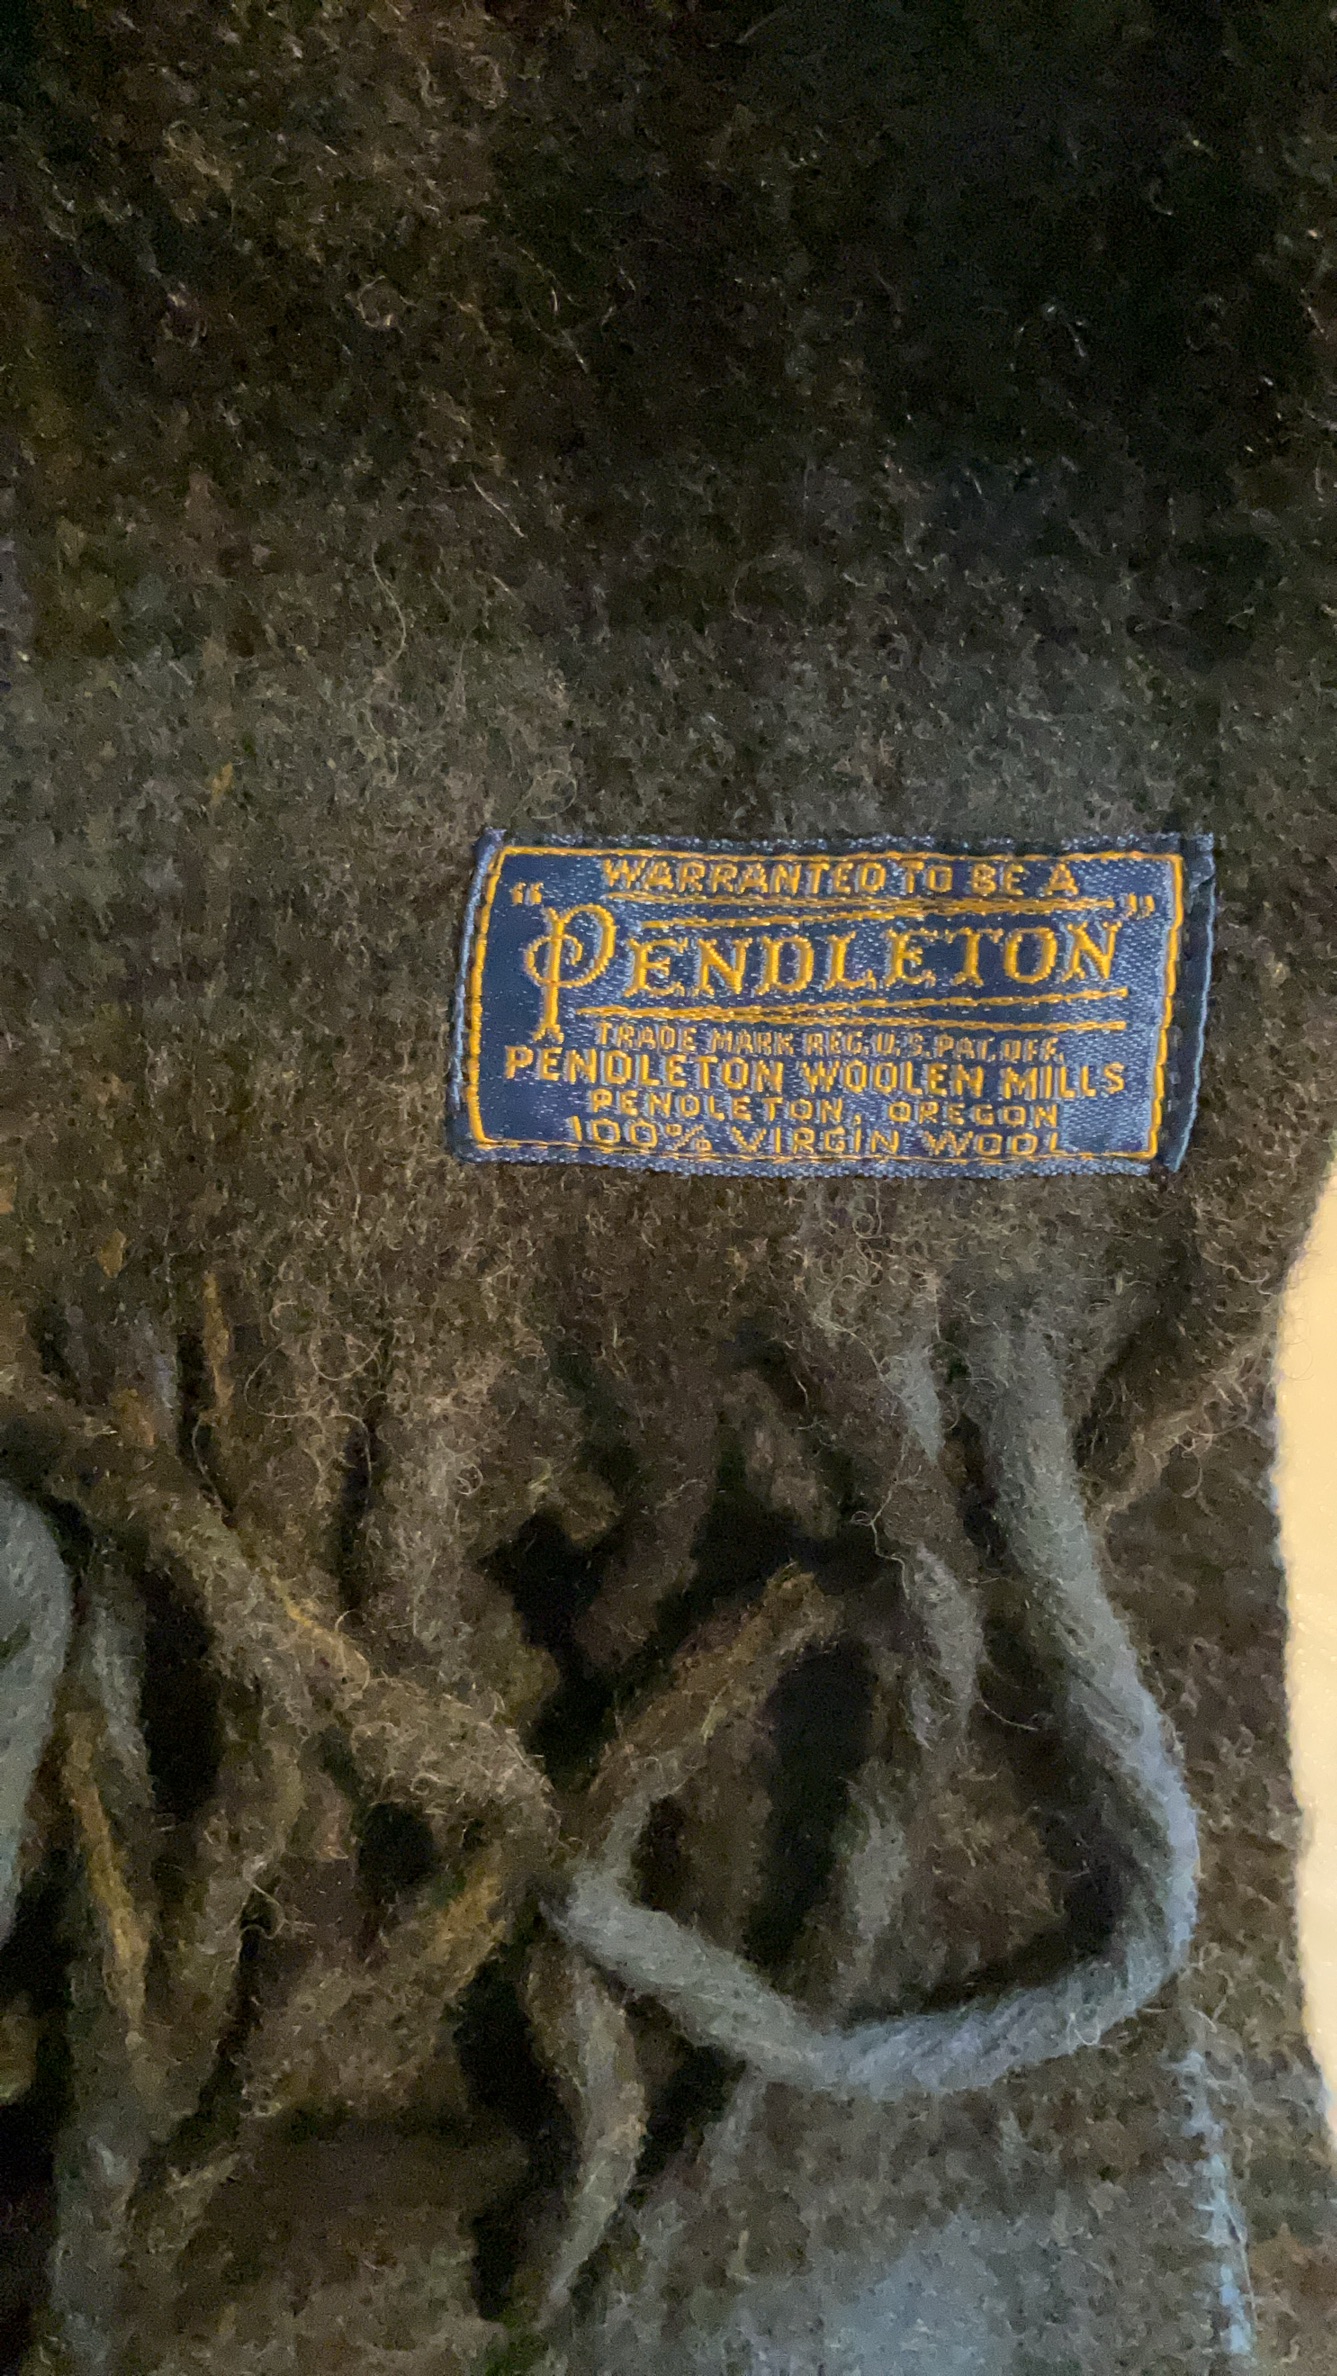 WARRANTED TO BE A
"PENDLETON"
TRADE MARK REG. U.S. PAT. OFF.
PENDLETON WOOLEN MILLS
PENDLETON, OREGON
100% VIRGIN WOOL